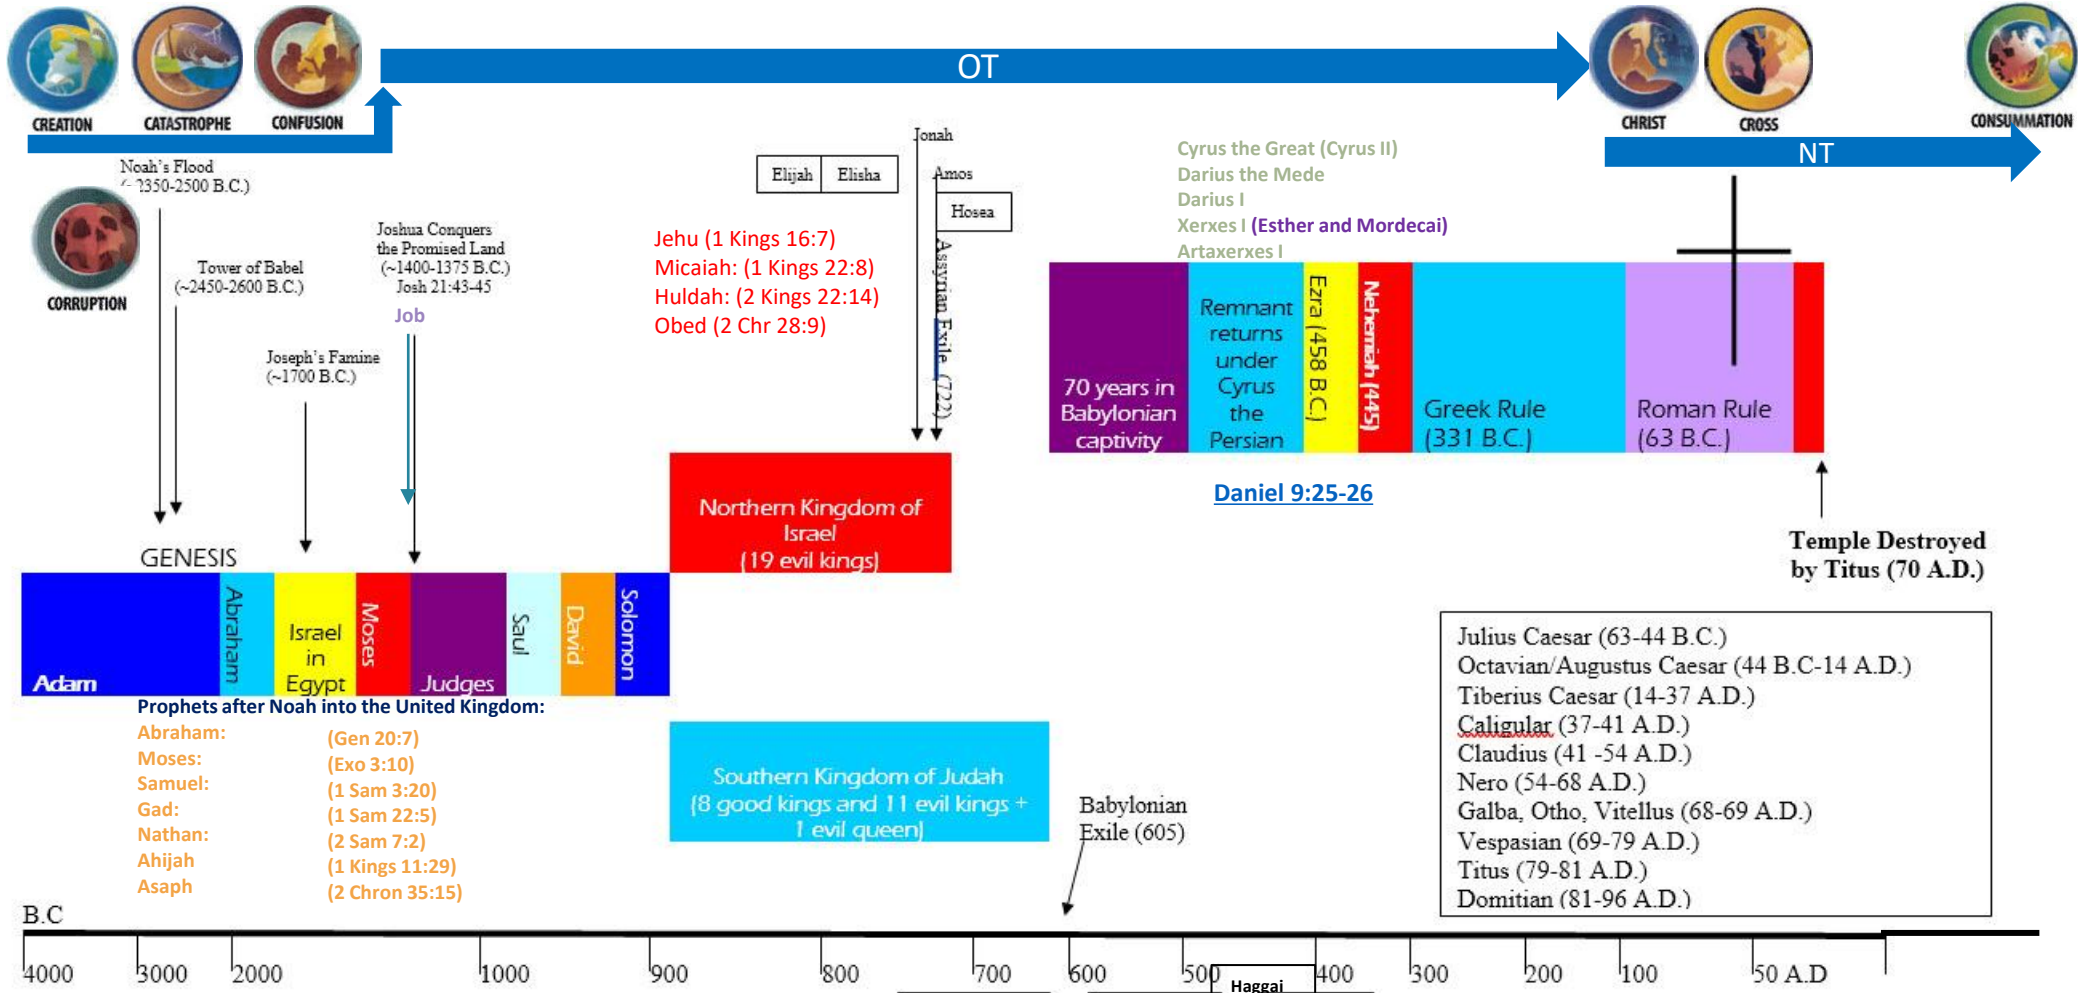 OT
CREATION
CATASTROPHE
CONFUSION
CHRIST
CROSS
CONSUMMATION
NT
Noah's Flood
(~2350-2500 B.C.)
CORRUPTION
Tower of Babel
(~2450-2600 B.C.)
Joseph's Famine
(~1700 B.C.)
Joshua Conquers
the Promised Land
(~1400-1375 B.C.)
Josh 21:43-45
Job
Jehu (1 Kings 16:7)
Micaiah: (1 Kings 22:8)
Huldah: (2 Kings 22:14)
Obed (2 Chr 28:9)
Elijah
Elisha
Jonah
Amos
Hosea
Assyrian Exile (722)
Cyrus the Great (Cyrus II)
Darius the Mede
Darius I
Xerxes I (Esther and Mordecai)
Artaxerxes I
70 years in
Babylonian
captivity
Remnant
returns
under
Cyrus
the
Persian
Ezra (458 B.C.)
Nehemiah (445)
Greek Rule
(331 B.C.)
Roman Rule
(63 B.C.)
Daniel 9:25-26
Temple Destroyed
by Titus (70 A.D.)
Northern Kingdom of
Israel
(19 evil kings)
GENESIS
Adam
Abraham
Israel
in
Egypt
Moses
Judges
Saul
David
Solomon
Prophets after Noah into the United Kingdom:
Abraham: (Gen 20:7)
Moses: (Exo 3:10)
Samuel: (1 Sam 3:20)
Gad: (1 Sam 22:5)
Nathan: (2 Sam 7:2)
Ahijah (1 Kings 11:29)
Asaph (2 Chron 35:15)
Southern Kingdom of Judah
(8 good kings and 11 evil kings +
1 evil queen)
Babylonian
Exile (605)
Julius Caesar (63-44 B.C.)
Octavian/Augustus Caesar (44 B.C-14 A.D.)
Tiberius Caesar (14-37 A.D.)
Caligular (37-41 A.D.)
Claudius (41 -54 A.D.)
Nero (54-68 A.D.)
Galba, Otho, Vitellus (68-69 A.D.)
Vespasian (69-79 A.D.)
Titus (79-81 A.D.)
Domitian (81-96 A.D.)
B.C
4000 3000 2000 1000 900 800 700 600 500 400 300 200 100 50 A.D
Haggai